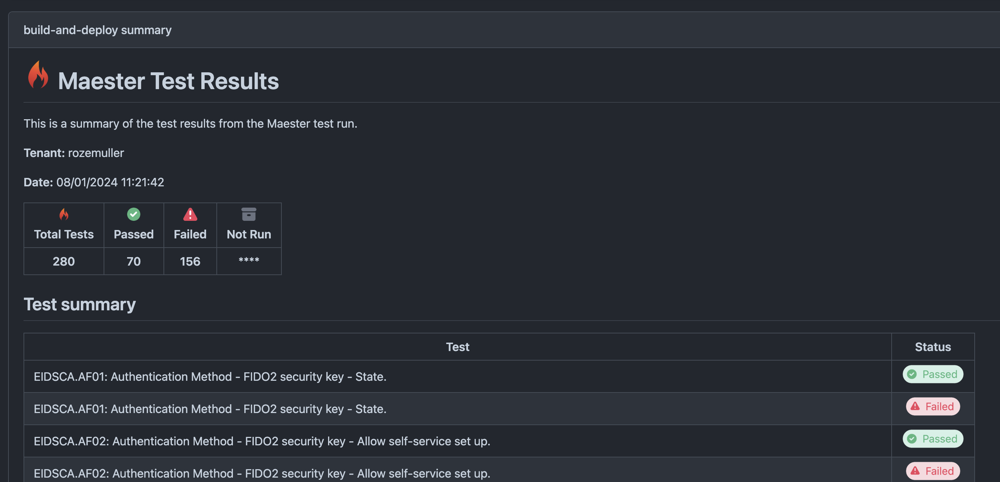 build-and-deploy summary
Maester Test Results
This is a summary of the test results from the Maester test run.
Tenant: rozemuller
Date: 08/01/2024 11:21:42
Total Tests Passed Failed Not Run
280 70 156 ****
Test summary
Test Status
EIDSCA.AF01: Authentication Method - FIDO2 security key - State. Passed
EIDSCA.AF01: Authentication Method - FIDO2 security key - State. Failed
EIDSCA.AF02: Authentication Method - FIDO2 security key - Allow self-service set up. Passed
EIDSCA.AF02: Authentication Method - FIDO2 security key - Allow self-service set up. Failed